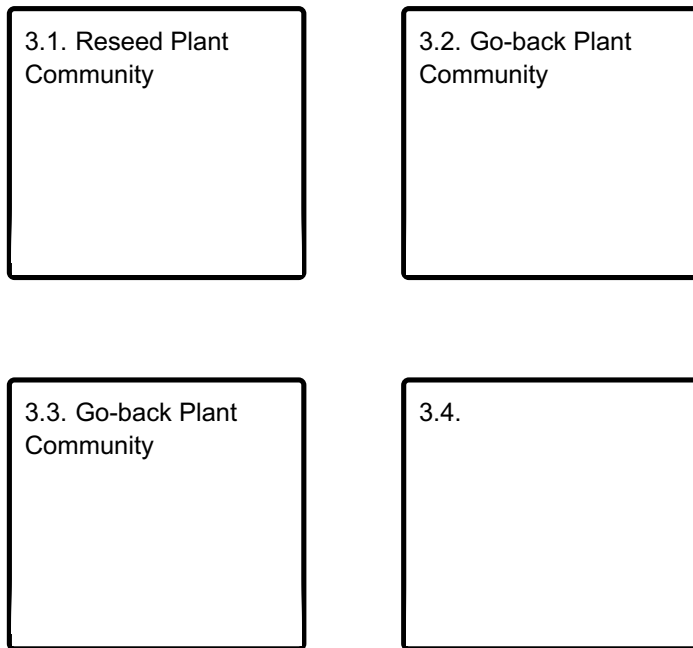 3.1. Reseed Plant
Community
3.2. Go-back Plant
Community
3.3. Go-back Plant
Community
3.4.